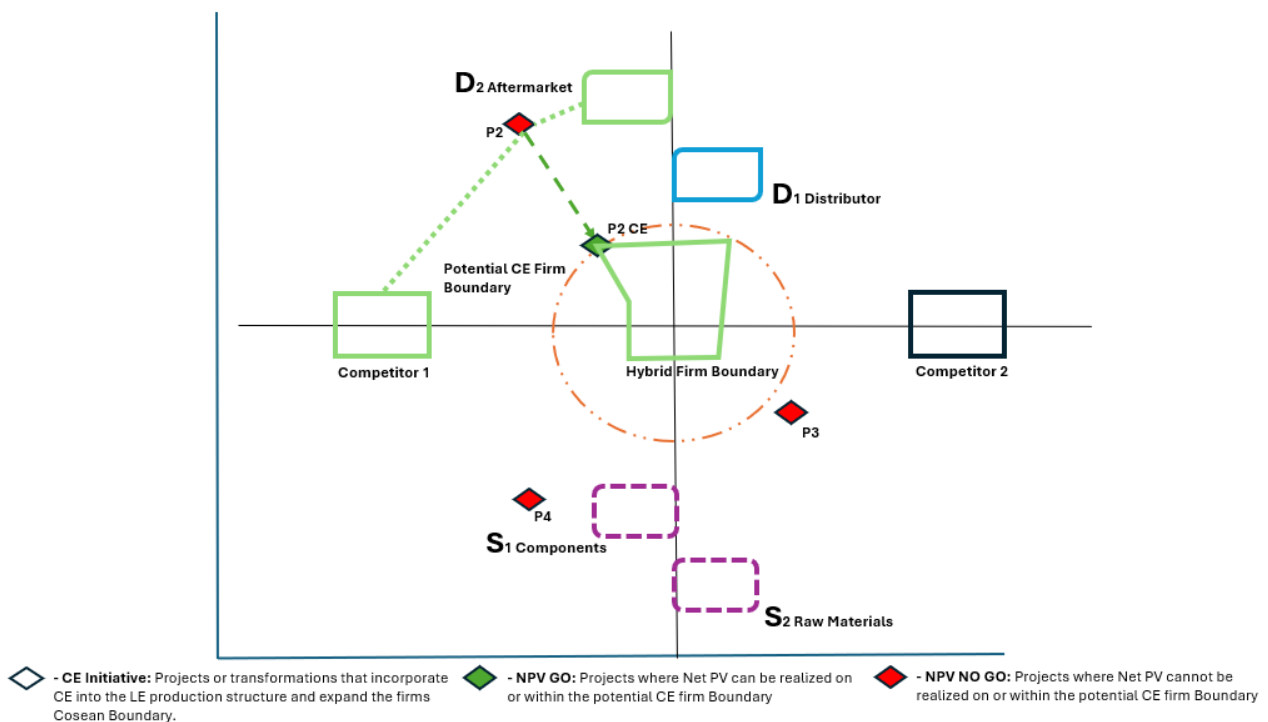 D2 Aftermarket
P2
D1 Distributor
P2 CE
Potential CE Firm
Boundary
Competitor 1
Hybrid Firm Boundary
Competitor 2
P3
P4
S1 Components
S2 Raw Materials
- CE Initiative: Projects or transformations that incorporate
CE into the LE production structure and expand the firms
Cosean Boundary.
- NPV GO: Projects where Net PV can be realized on
or within the potential CE firm Boundary
- NPV NO GO: Projects where Net PV cannot be
realized on or within the potential CE firm Boundary